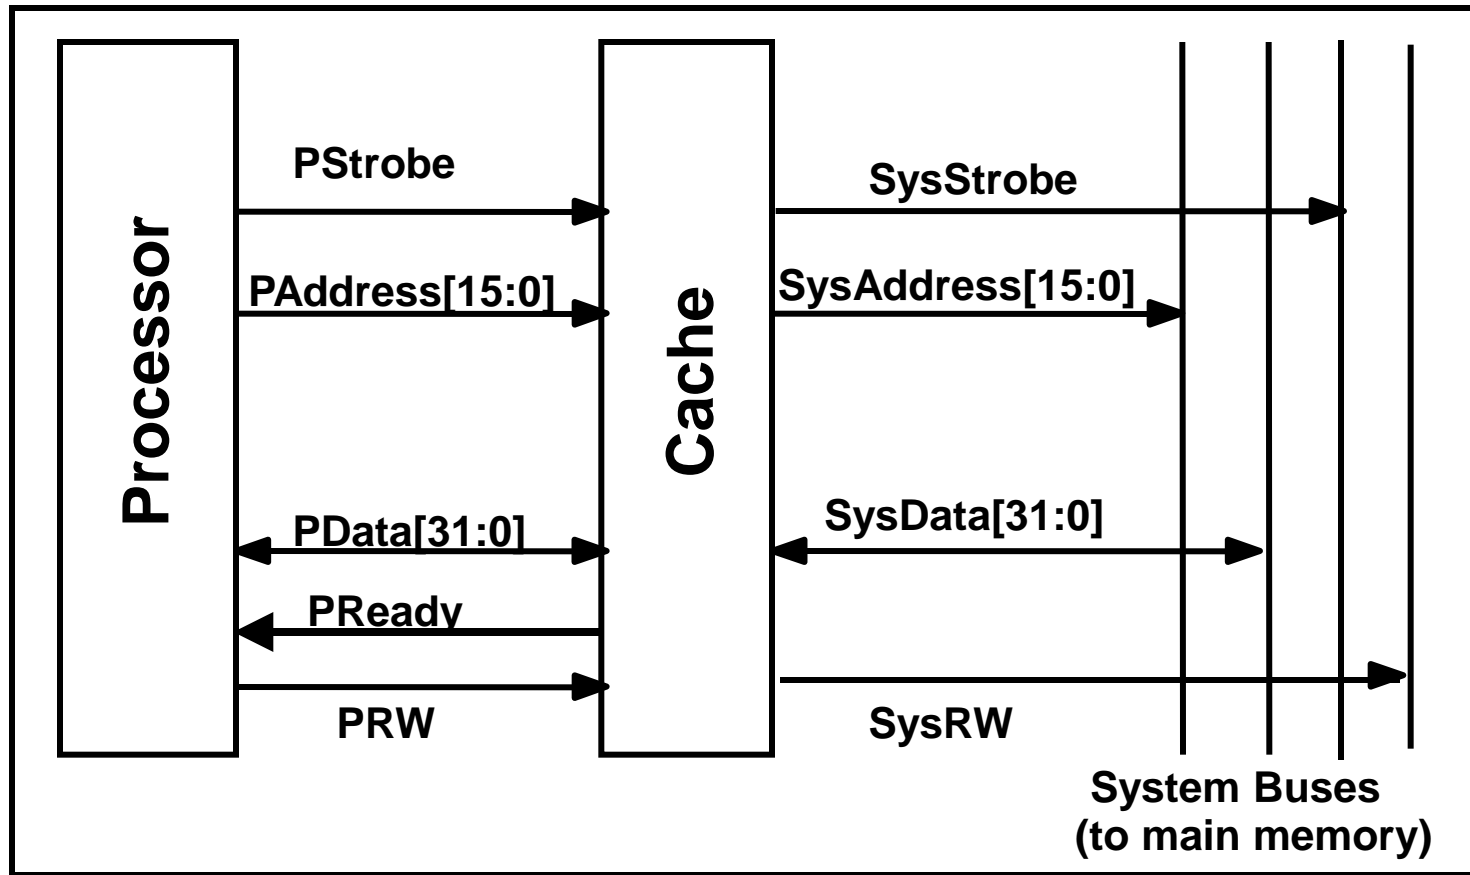 Processor
PStrobe
PAddress[15:0]
PData[31:0]
PReady
PRW
Cache
SysStrobe
SysAddress[15:0]
SysData[31:0]
SysRW
System Buses
(to main memory)